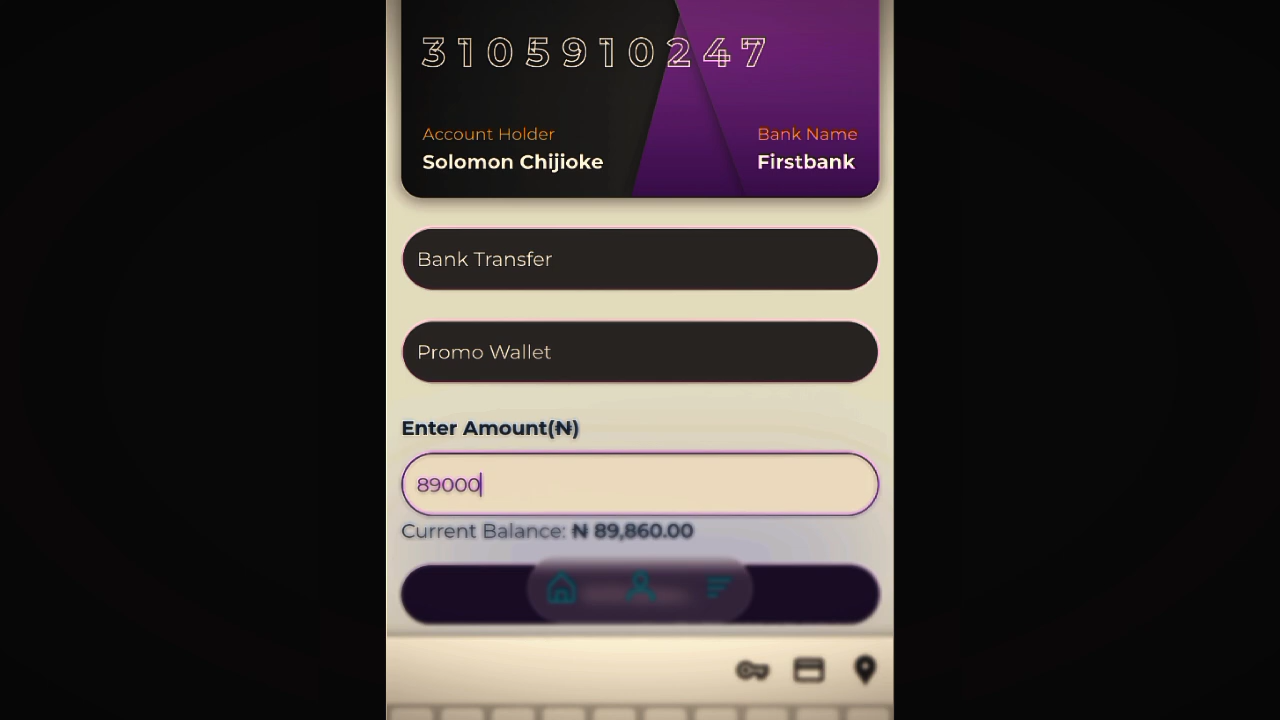 3105910247
Account Holder
Bank Name
Solomon Chijioke
Firstbank
Bank Transfer
Promo Wallet
Enter Amount(₦)
89000
Current Balance: ₦ 89,860.00